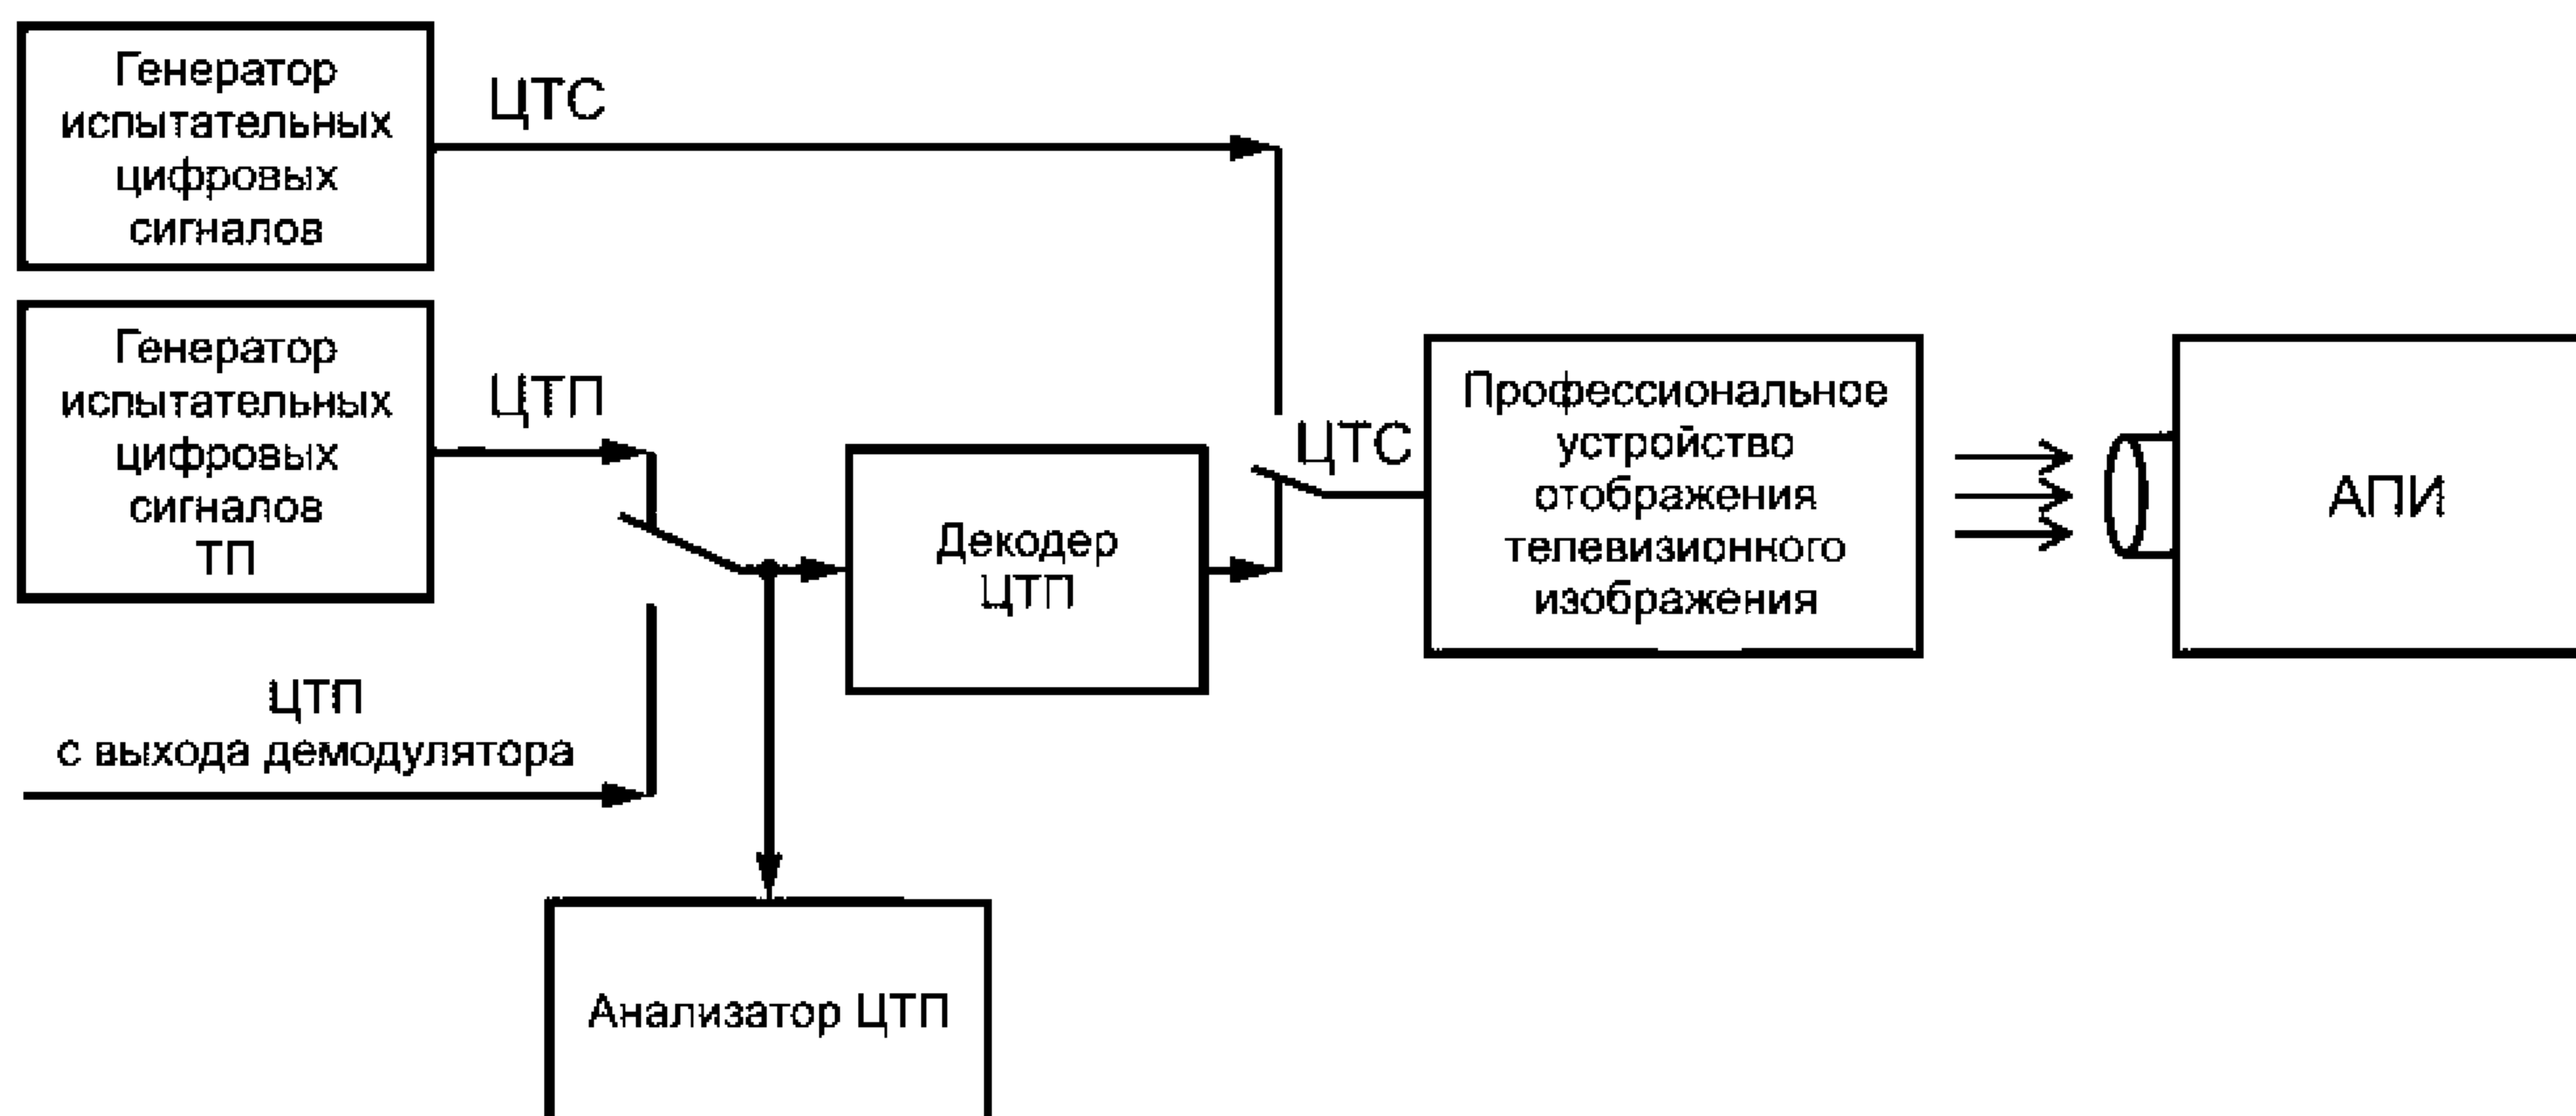 Генератор
испытательных
цифровых
сигналов
ЦТС
Генератор
испытательных
цифровых
сигналов
ТП
ЦТП
ЦТП
с выхода демодулятора
Декодер
ЦТП
ЦТС
Профессиональное
устройство
отображения
телевизионного
изображения
АПИ
Анализатор ЦТП